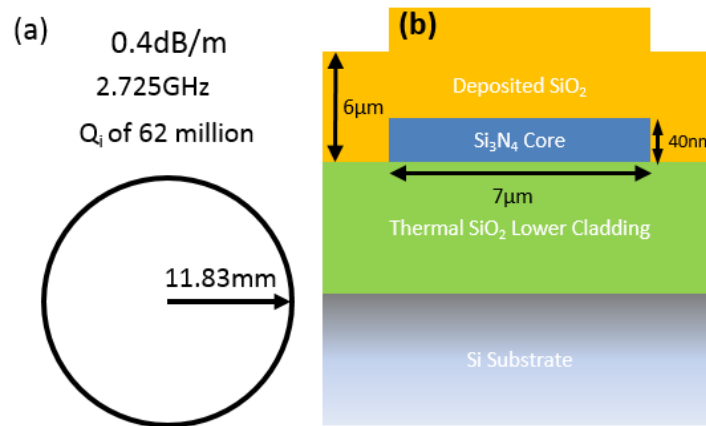 (a)
0.4dB/m
2.725GHz
Qᵢ of 62 million
11.83mm
(b)
Deposited SiO₂
6μm
Si₃N₄ Core
40nm
7μm
Thermal SiO₂ Lower Cladding
Si Substrate